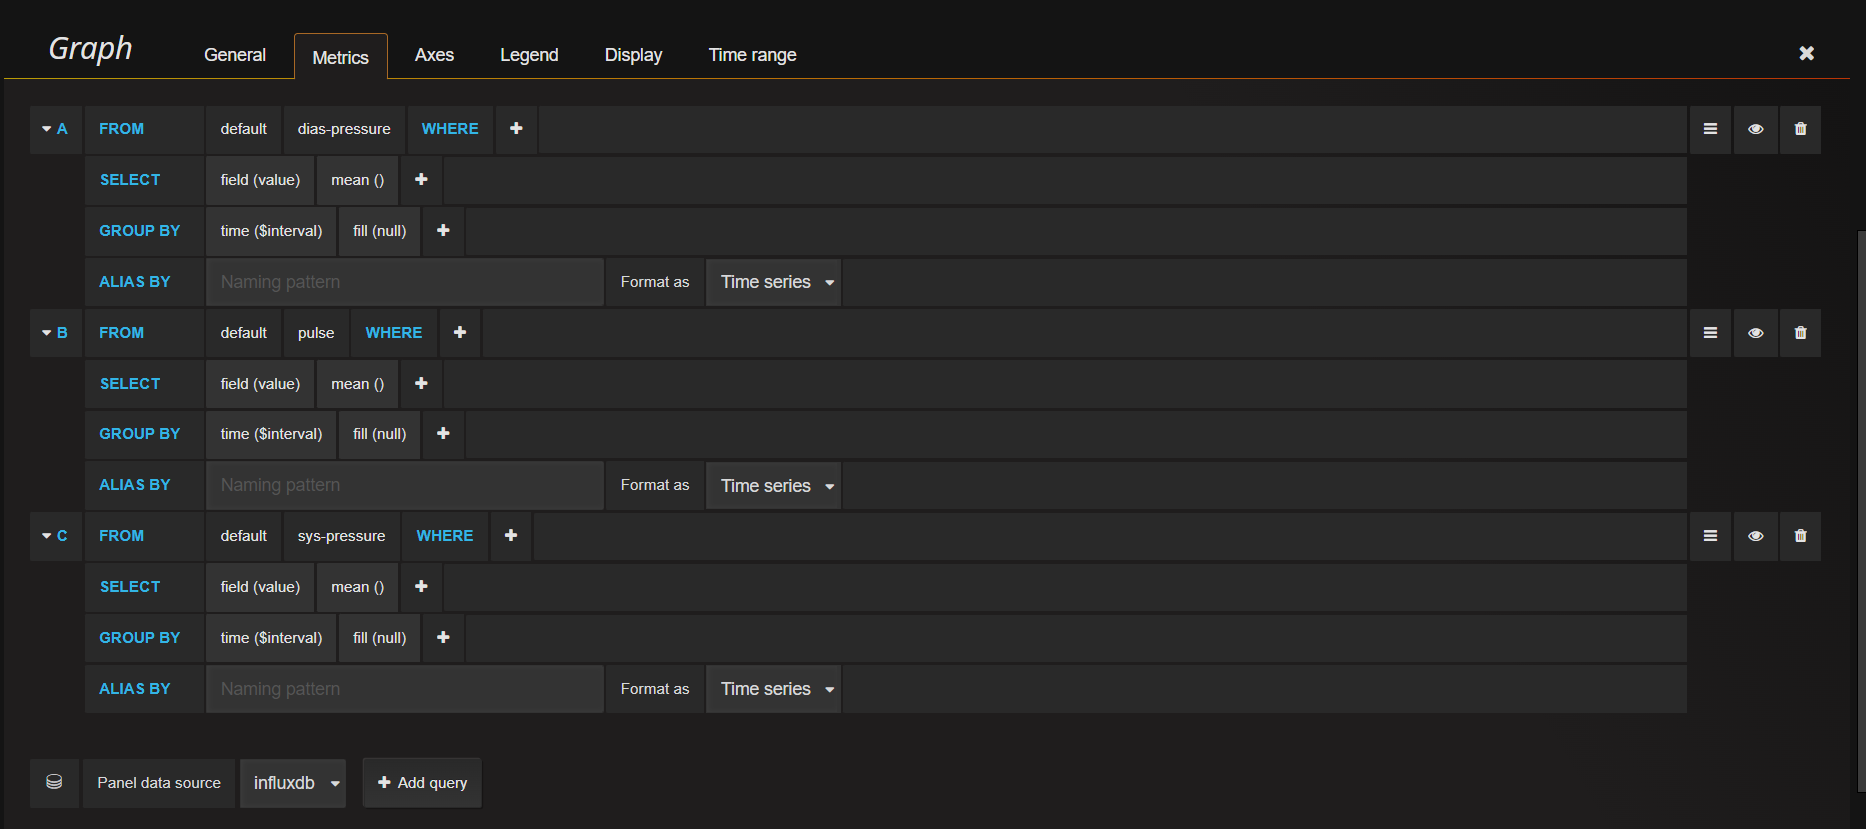 Graph General Metrics Axes Legend Display Time range
A FROM default dias-pressure WHERE
SELECT field (value) mean ()
GROUP BY time ($interval) fill (null)
ALIAS BY Naming pattern Format as Time series
B FROM default pulse WHERE
SELECT field (value) mean ()
GROUP BY time ($interval) fill (null)
ALIAS BY Naming pattern Format as Time series
C FROM default sys-pressure WHERE
SELECT field (value) mean ()
GROUP BY time ($interval) fill (null)
ALIAS BY Naming pattern Format as Time series
Panel data source influxdb Add query